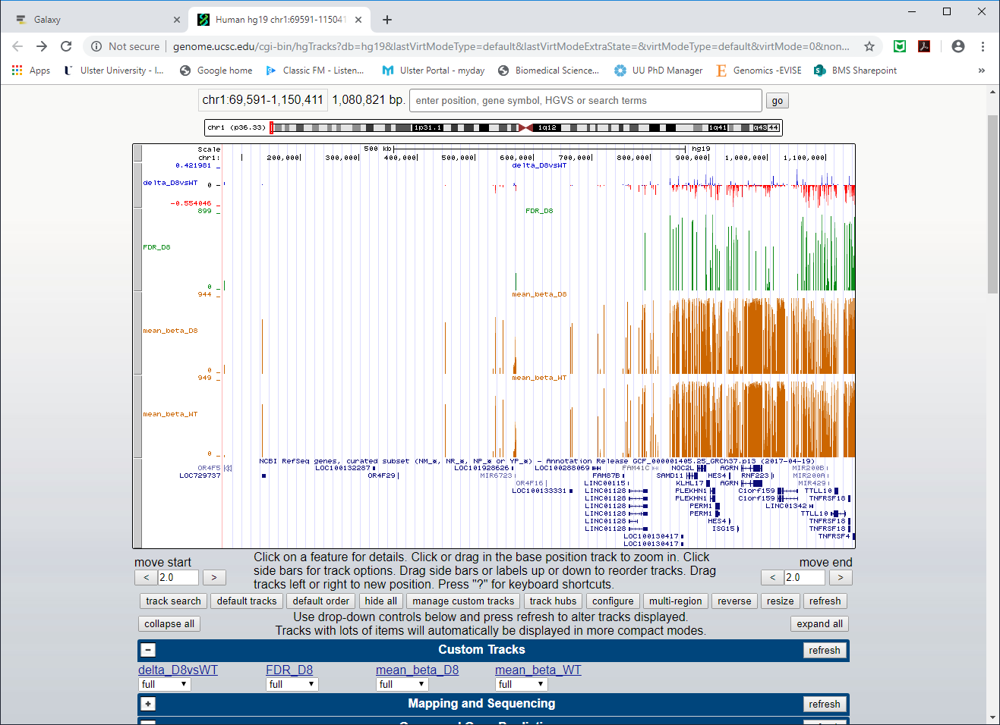 Galaxy
Human hg19 chr1:69591-115041
Not secure
genome.ucsc.edu/cgi-bin/hgTracks?db=hg19&lastVirtModeType=default&lastVirtModeExtraState=&virtModeType=default&virtMode=0&non...
Apps
Ulster University - I...
Google home
Classic FM - Listen...
Ulster Portal - myday
Biomedical Science...
UU PhD Manager
Genomics -EVISE
BMS Sharepoint
»
chr1:69,591-1,150,411 1,080,821 bp. enter position, gene symbol, HGVS or search terms go
chr1 (p36.33) 1p31.1 1q12 1q41 q43 44
Scale 500 kb hg19
chr1: 200,000 300,000 400,000 500,000 600,000 700,000 800,000 900,000 1,000,000 1,100,000
delta_D8vsWT
0.421981 _
delta_D8vsWT 0 _
-0.554046 _
FDR_D8
899 _
FDR_D8
0 _
mean_beta_D8
944 _
mean_beta_D8
0 _
mean_beta_WT
949 _
mean_beta_WT
0 _
NCBI RefSeq genes, curated subset (NM_*, NR_*, NP_* or YP_*) - Annotation Release GCF_000001405.25_GRCh37.p13 (2017-04-19)
OR4F5 LOC100132287 LOC101928626 LOC100288069 FAM41C NOC2L AGRN MIR200B
LOC729737 OR4F29 MIR6723 FAM87B SAMD11 HES4 RNF223 MIR200A
OR4F16 LINC00115 KLHL17 AGRN MIR429
LOC100133331 LINC01128 PLEKHN1 C1orf159 TTLL10
LINC01128 PLEKHN1 C1orf159 TNFRSF18
LINC01128 PERM1 LINC01342
LINC01128 PERM1 TTLL10
LINC01128 HES4 TNFRSF18
LINC01128 ISG15 TNFRSF18
LOC100130417 TNFRSF4
LOC100130417
move start
< 2.0 >
Click on a feature for details. Click or drag in the base position track to zoom in. Click
side bars for track options. Drag side bars or labels up or down to reorder tracks. Drag
tracks left or right to new position. Press "?" for keyboard shortcuts.
move end
< 2.0 >
track search default tracks default order hide all manage custom tracks track hubs configure multi-region reverse resize refresh
collapse all
Use drop-down controls below and press refresh to alter tracks displayed.
Tracks with lots of items will automatically be displayed in more compact modes.
expand all
- Custom Tracks refresh
delta_D8vsWT FDR_D8 mean_beta_D8 mean_beta_WT
full full full full
+ Mapping and Sequencing refresh